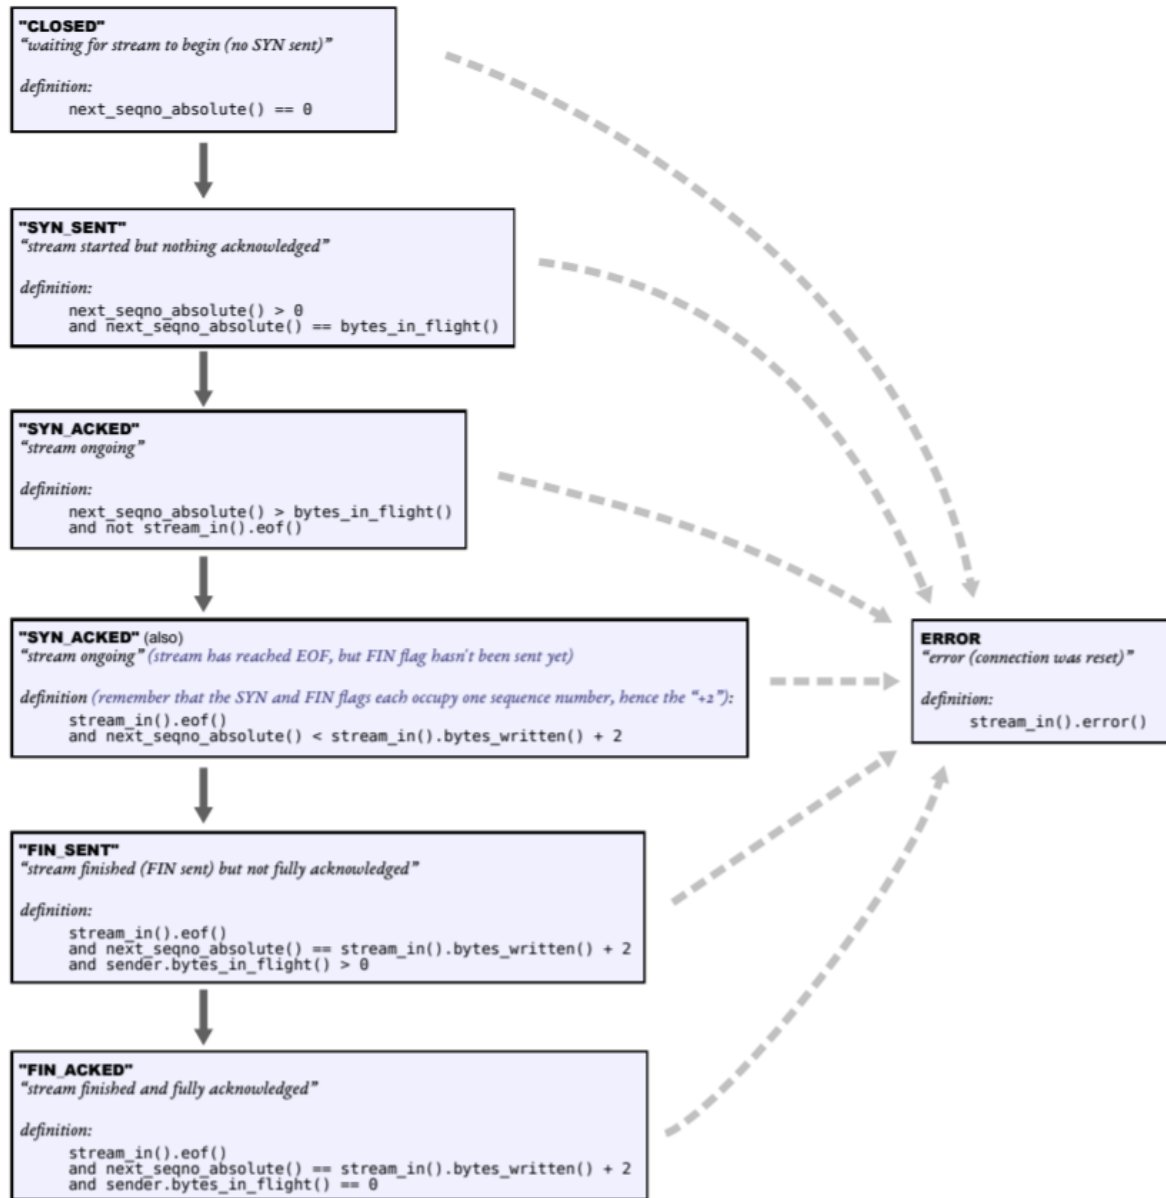 "CLOSED"
“waiting for stream to begin (no SYN sent)”
definition:
next_seqno_absolute() == 0
"SYN_SENT"
“stream started but nothing acknowledged”
definition:
next_seqno_absolute() > 0
and next_seqno_absolute() == bytes_in_flight()
"SYN_ACKED"
“stream ongoing”
definition:
next_seqno_absolute() > bytes_in_flight()
and not stream_in().eof()
"SYN_ACKED" (also)
“stream ongoing” (stream has reached EOF, but FIN flag hasn't been sent yet)
definition (remember that the SYN and FIN flags each occupy one sequence number, hence the “+2”):
stream_in().eof()
and next_seqno_absolute() < stream_in().bytes_written() + 2
"FIN_SENT"
“stream finished (FIN sent) but not fully acknowledged”
definition:
stream_in().eof()
and next_seqno_absolute() == stream_in().bytes_written() + 2
and sender.bytes_in_flight() > 0
"FIN_ACKED"
“stream finished and fully acknowledged”
definition:
stream_in().eof()
and next_seqno_absolute() == stream_in().bytes_written() + 2
and sender.bytes_in_flight() == 0
ERROR
“error (connection was reset)”
definition:
stream_in().error()